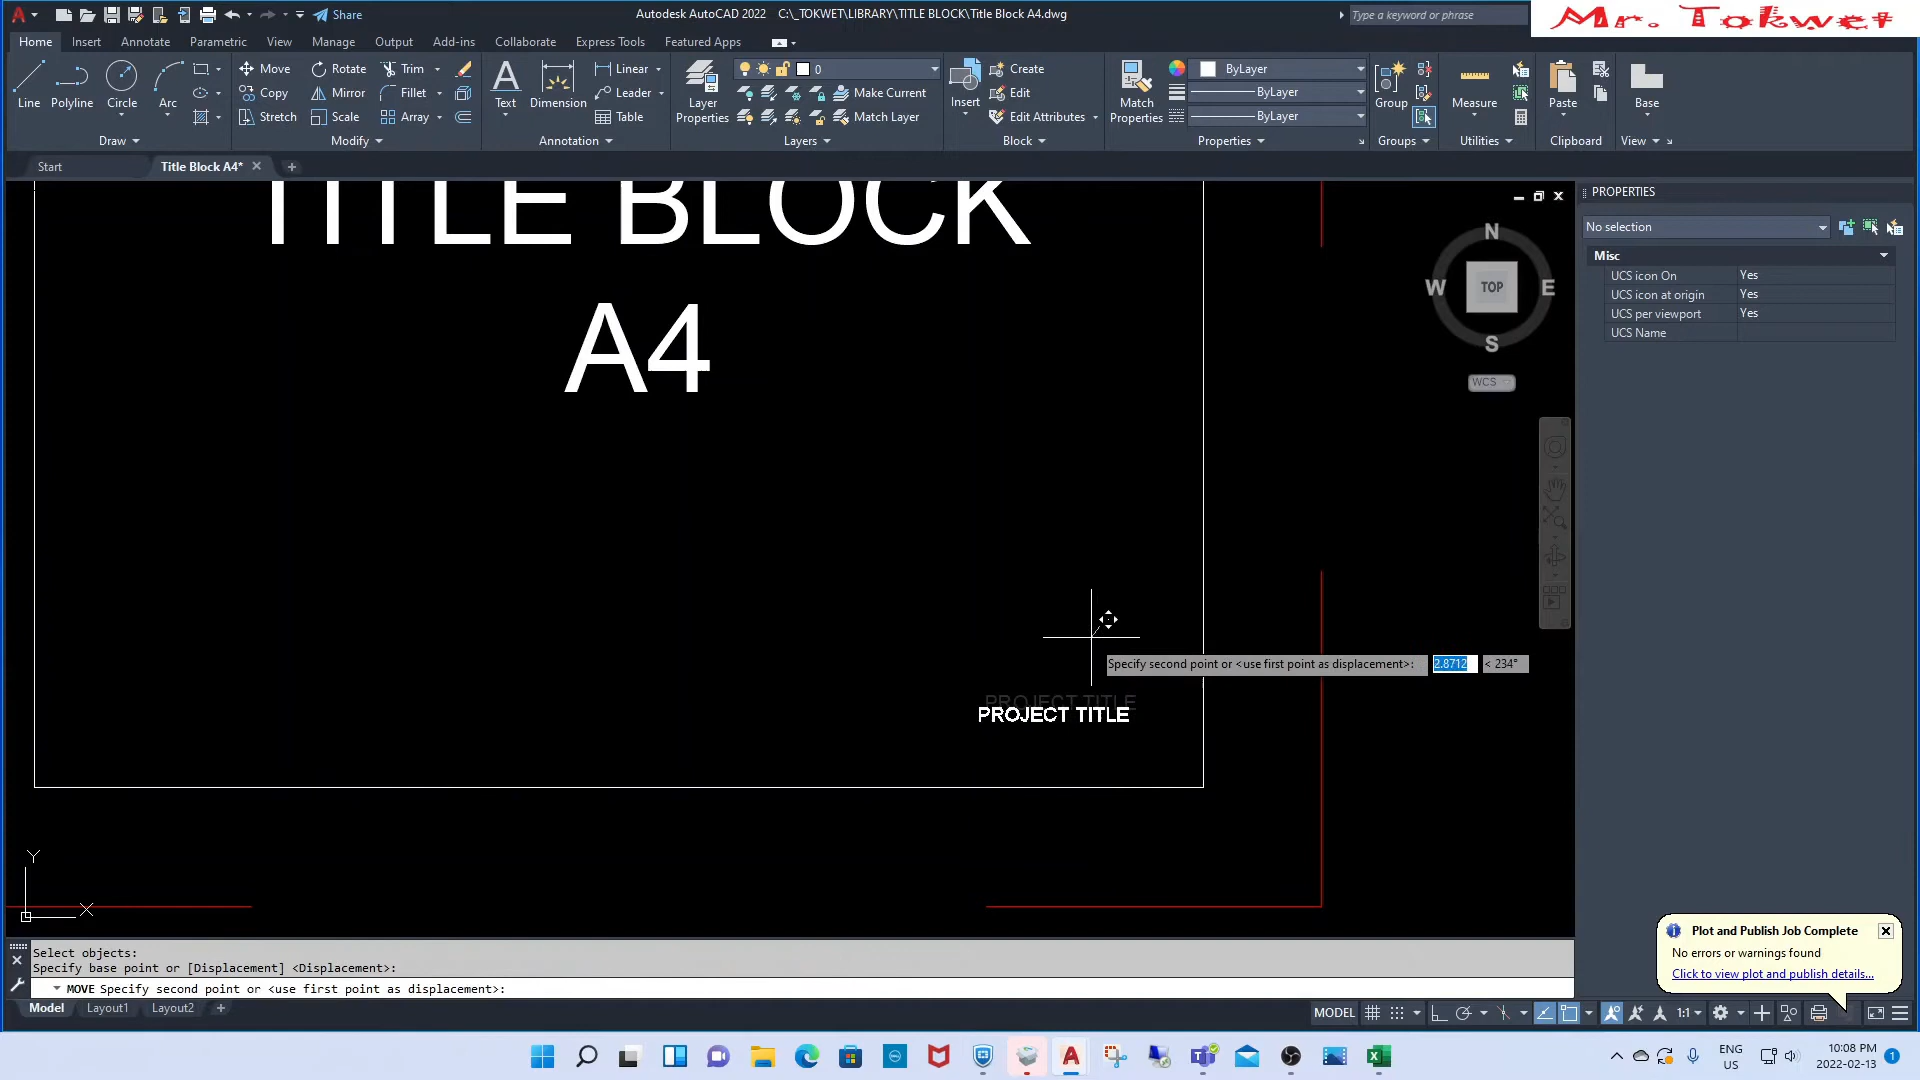 Share
Autodesk AutoCAD 2022 C:\_TOKWET\LIBRARY\TITLE BLOCK\Title Block A4.dwg
Type a keyword or phrase
Mr. Tokwet
Home Insert Annotate Parametric View Manage Output Add-ins Collaborate Express Tools Featured Apps
Line Polyline Circle Arc
Move Rotate Trim
Copy Mirror Fillet
Stretch Scale Array
Text Dimension
Linear
Leader
Table
Layer Properties
0
Make Current
Match Layer
Insert
Create
Edit
Edit Attributes
Match Properties
ByLayer
ByLayer
ByLayer
Group
Measure
Paste
Base
Draw Modify Annotation Layers Block Properties Groups Utilities Clipboard View
Start Title Block A4*
TITLE BLOCK
A4
N
W TOP E
S
WCS
PROPERTIES
No selection
Misc
UCS icon On Yes
UCS icon at origin Yes
UCS per viewport Yes
UCS Name
Specify second point or <use first point as displacement>: 2.8712 < 234°
PROJECT TITLE
PROJECT TITLE
Y
X
Select objects:
Specify base point or [Displacement] <Displacement>:
MOVE Specify second point or <use first point as displacement>:
Plot and Publish Job Complete
No errors or warnings found
Click to view plot and publish details...
Model Layout1 Layout2
MODEL 1:1
ENG
US
10:08 PM
2022-02-13
1